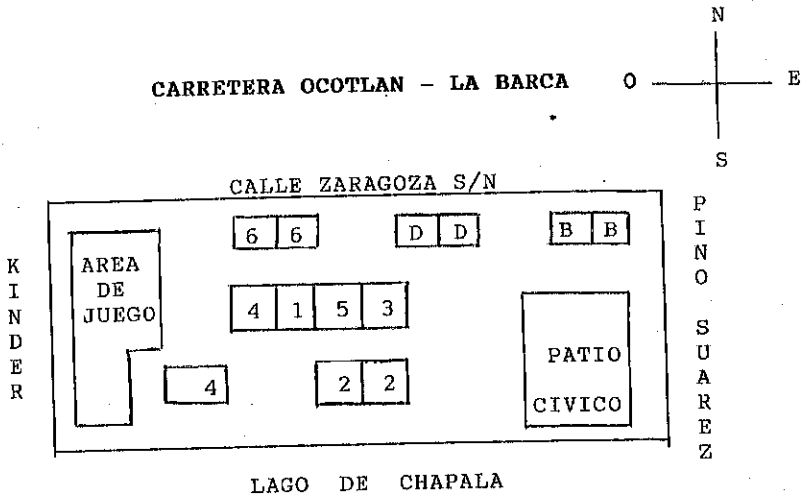 N
CARRETERA OCOTLAN - LA BARCA O E
S
CALLE ZARAGOZA S/N
KINDER
AREA
DE
JUEGO
6 6 D D B B
4 1 5 3
4 2 2
PATIO
CIVICO
PINO SUAREZ
LAGO DE CHAPALA